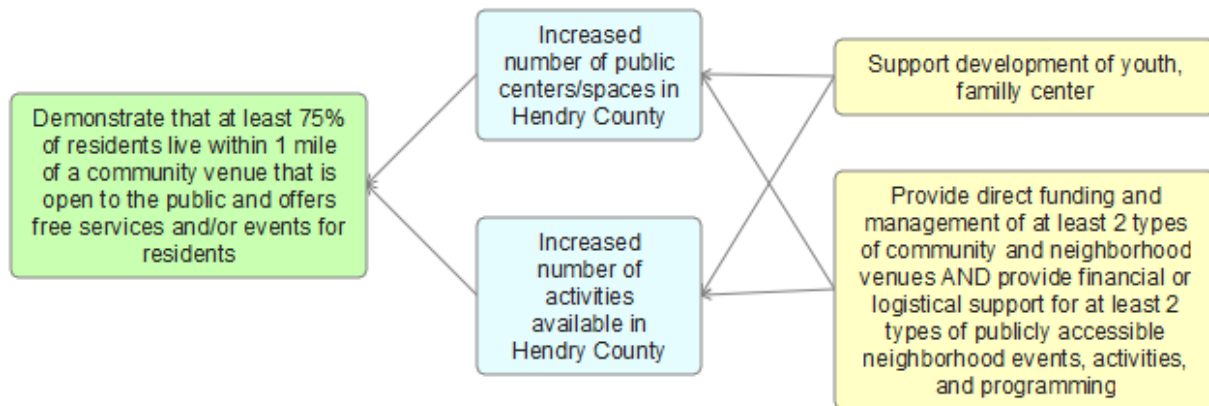 Demonstrate that at least 75%
of residents live within 1 mile
of a community venue that is
open to the public and offers
free services and/or events for
residents
Increased
number of public
centers/spaces in
Hendry County
Increased
number of
activities
available in
Hendry County
Support development of youth,
familly center
Provide direct funding and
management of at least 2 types
of community and neighborhood
venues AND provide financial or
logistical support for at least 2
types of publicly accessible
neighborhood events, activities,
and programming